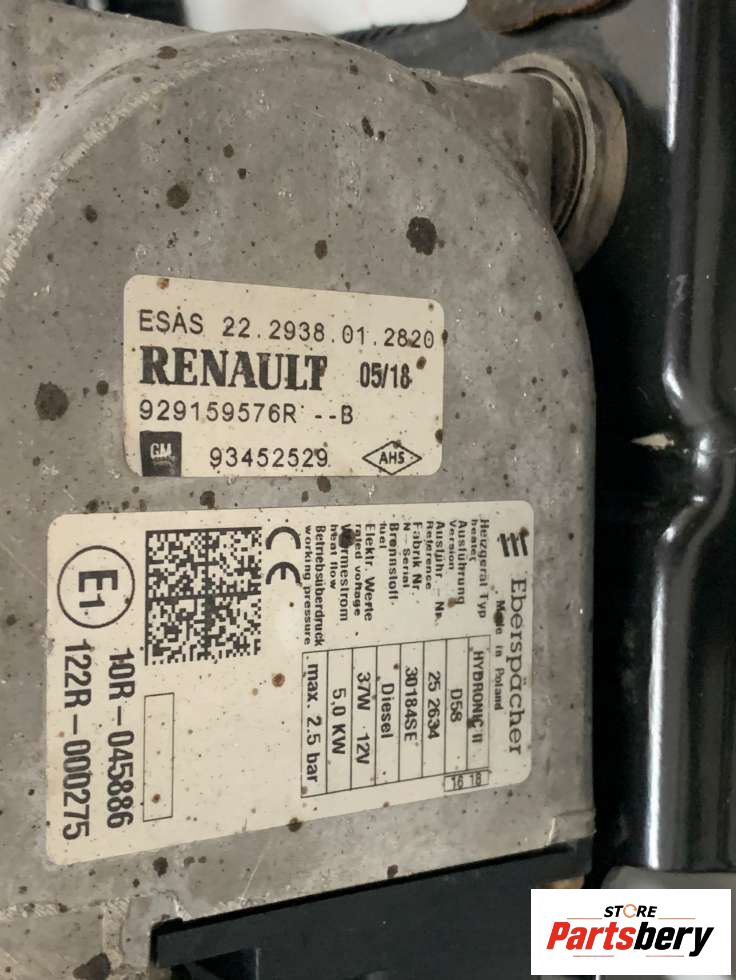 ESAS 22.2938.01.2820
RENAULT 05/18
929159576R --B
GM 93452529 AHS
Eberspächer
Made in Poland
Heizgerät Typ HYDRONIC II
heater
Ausführung D5S 16 18
Version
Ausführ. - Nr. 25 2634
Reference
Fabrik Nr. 30184SE
N - Serial
Brennstoff Diesel
fuel
Elektr. Werte 37W 12V
rated voltage
Wärmestrom 5,0 KW
heat flow
Betriebsüberdruck max. 2.5 bar
working pressure
CE
E1
10R-045886
122R-000275
STORE
Partsbery